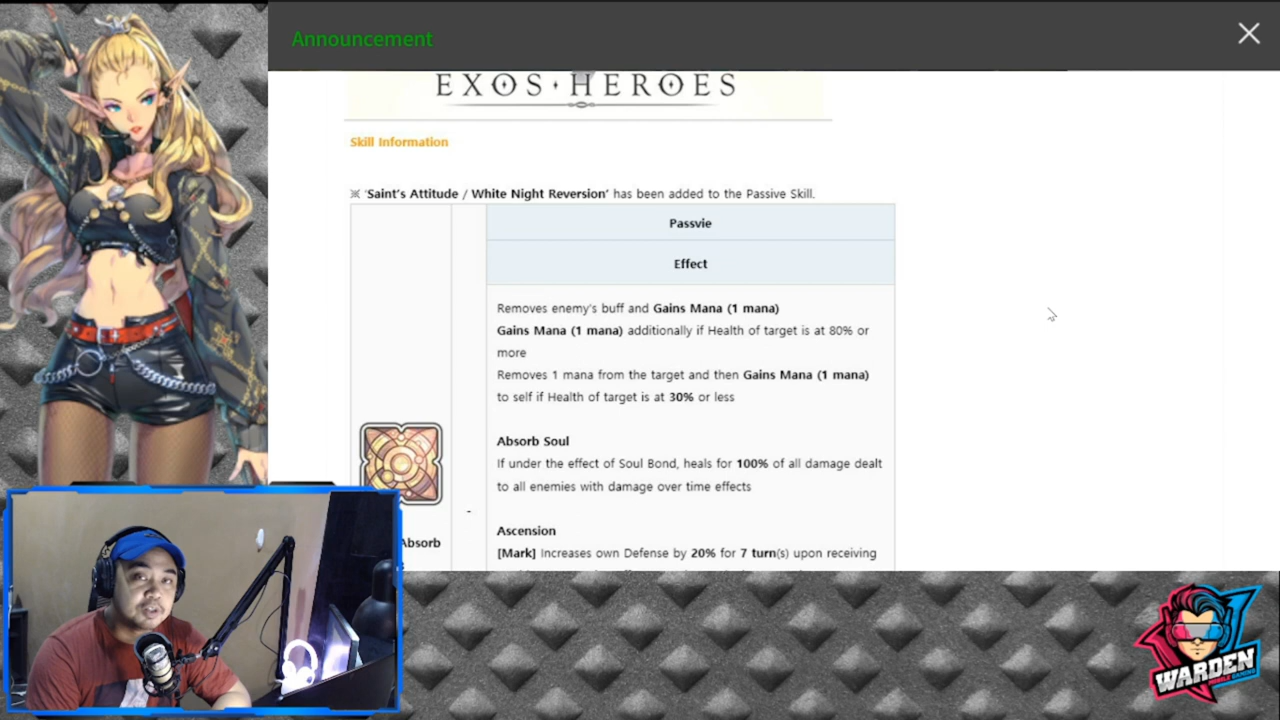 Announcement
EXOS HEROES
Skill Information
※ 'Saint's Attitude / White Night Reversion' has been added to the Passive Skill.
Passvie
Effect
Removes enemy's buff and Gains Mana (1 mana)
Gains Mana (1 mana) additionally if Health of target is at 80% or
more
Removes 1 mana from the target and then Gains Mana (1 mana)
to self if Health of target is at 30% or less
Absorb Soul
If under the effect of Soul Bond, heals for 100% of all damage dealt
to all enemies with damage over time effects
-
Ascension
Absorb
[Mark] Increases own Defense by 20% for 7 turn(s) upon receiving
WARDEN
MOBILE GAMING